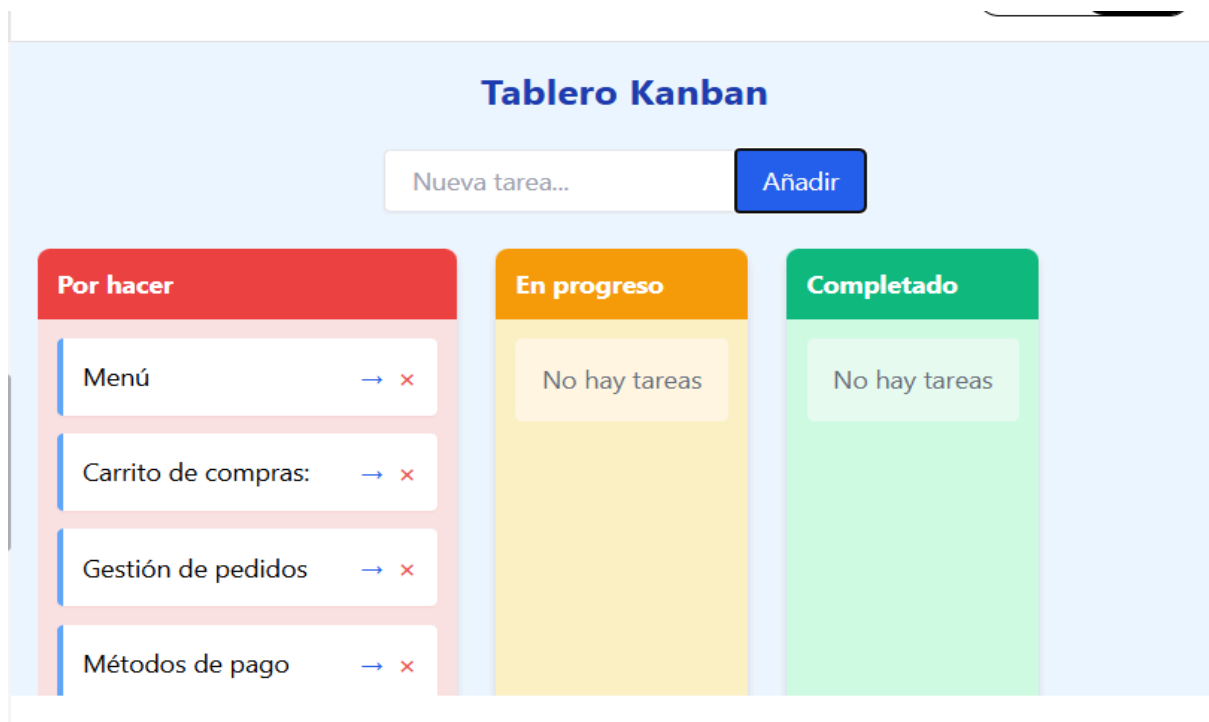 Tablero Kanban
Nueva tarea...
Añadir
Por hacer
Menú → ×
Carrito de compras: → ×
Gestión de pedidos → ×
Métodos de pago → ×
En progreso
No hay tareas
Completado
No hay tareas